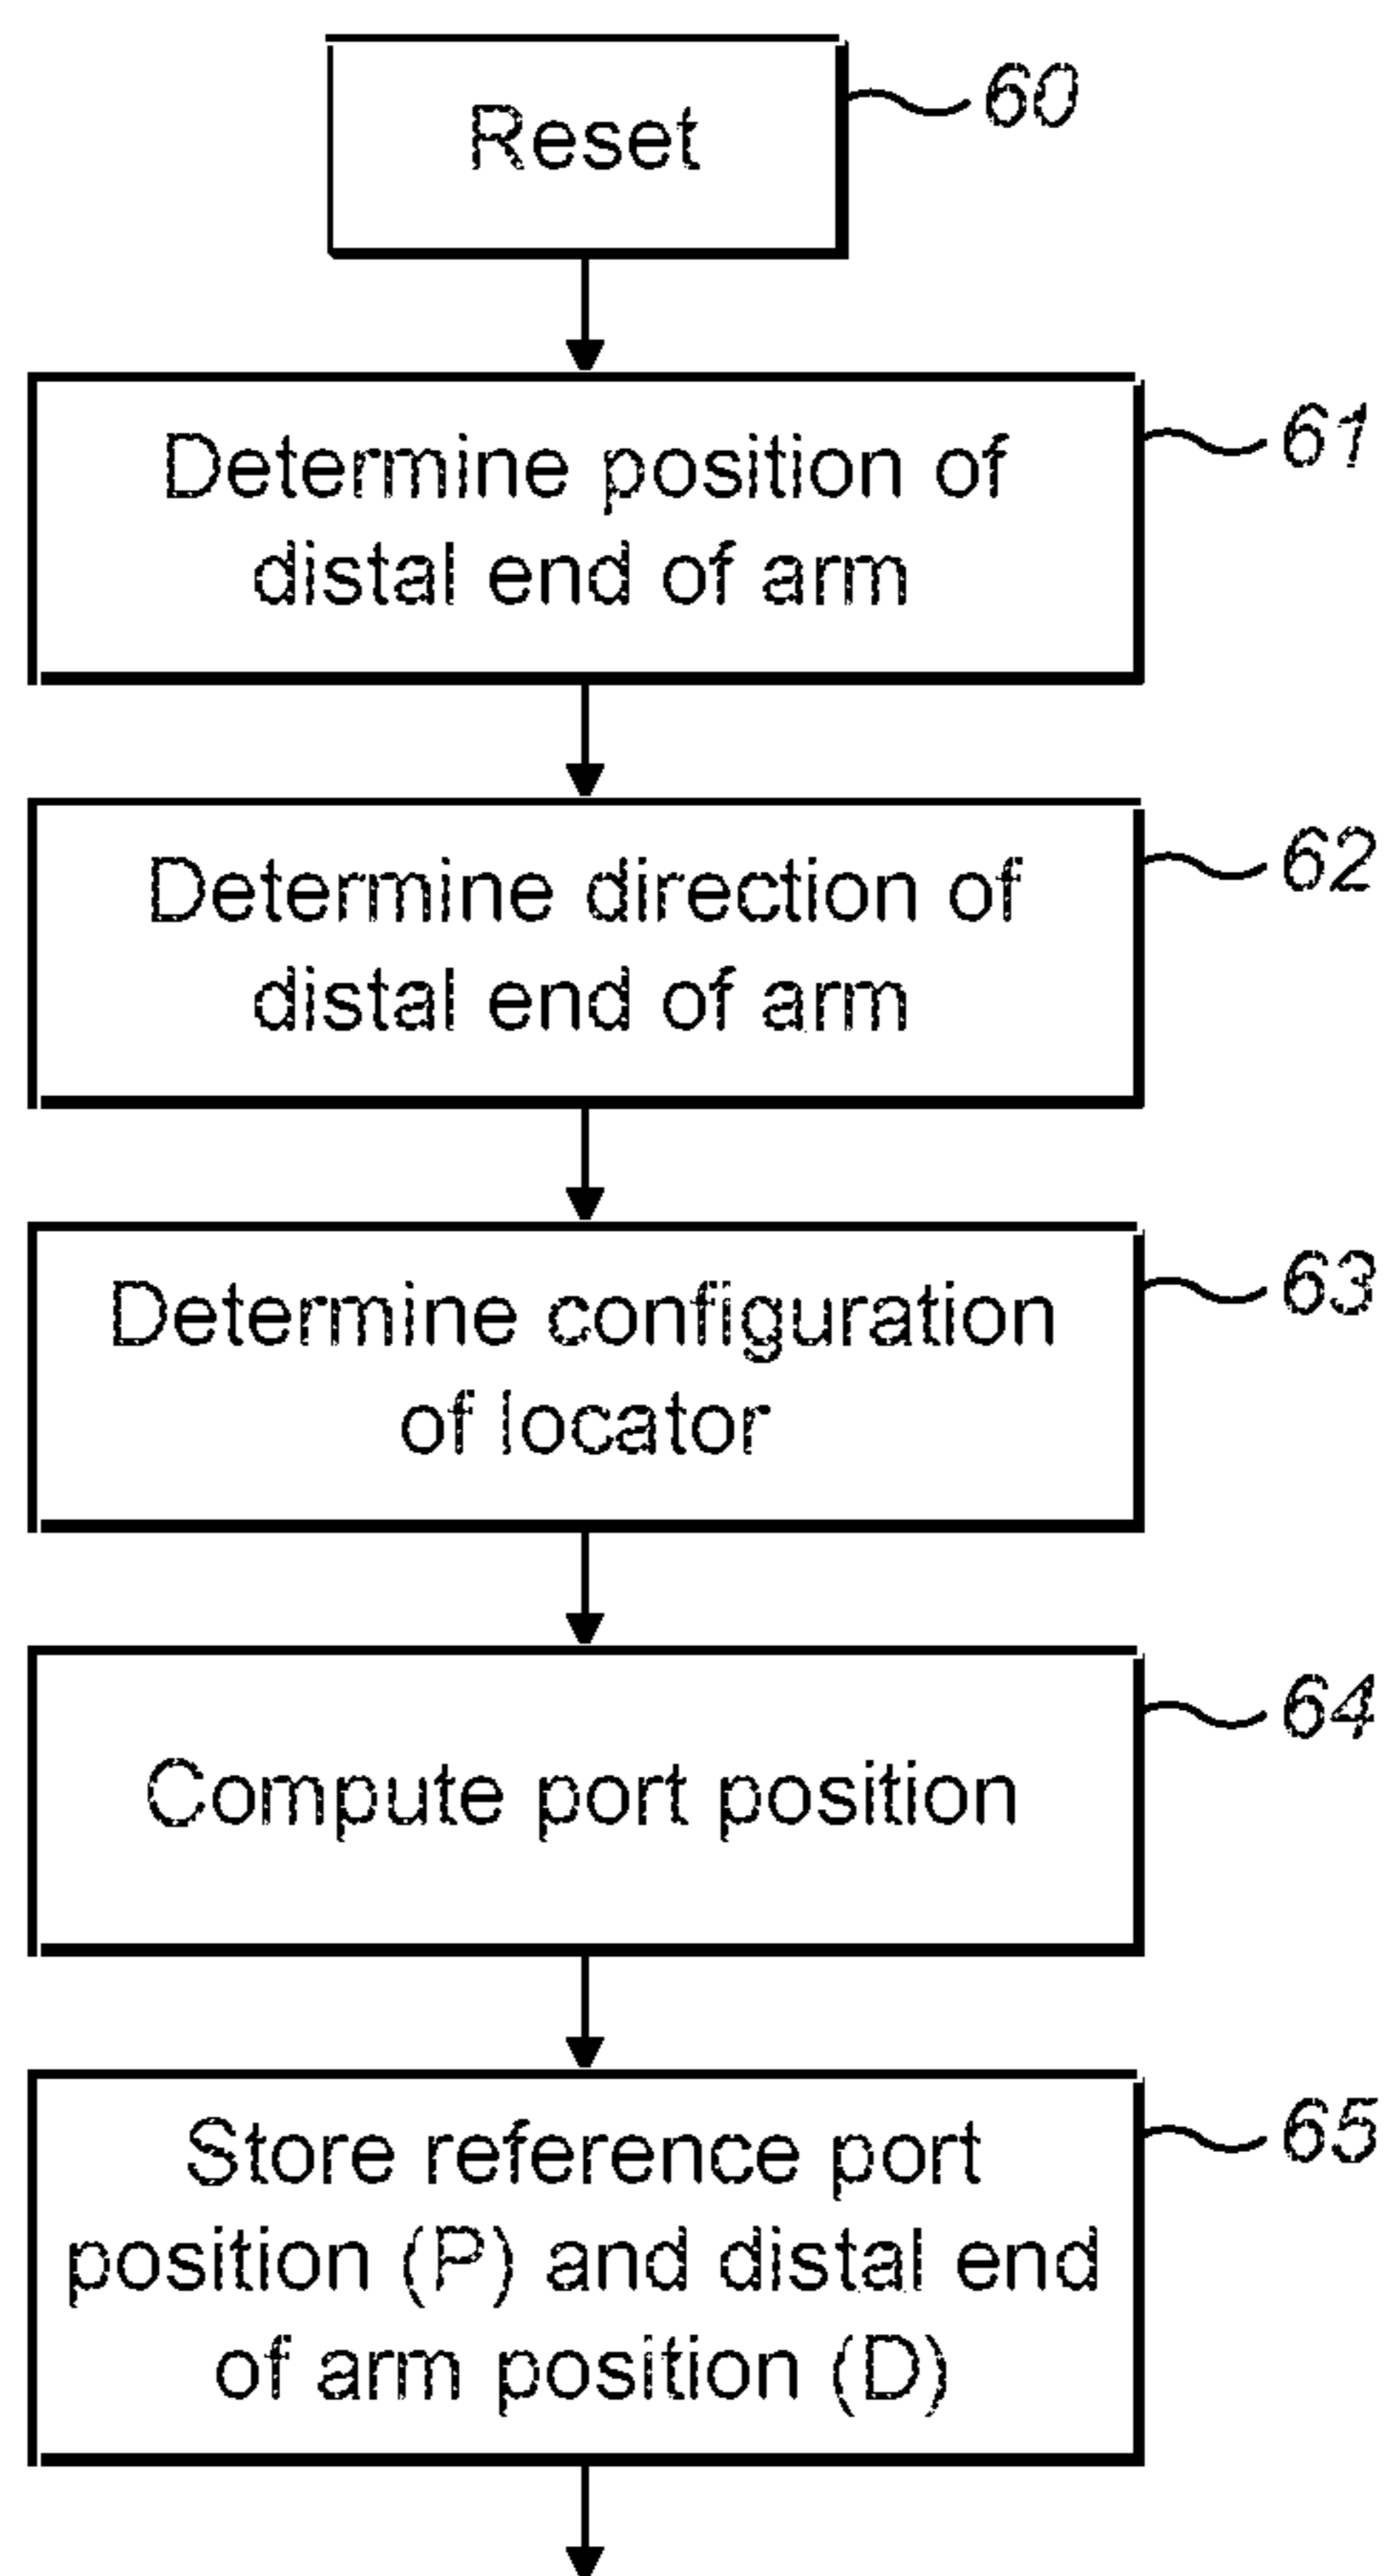 Reset
60
Determine position of
distal end of arm
61
Determine direction of
distal end of arm
62
Determine configuration
of locator
63
Compute port position
64
Store reference port
position (P) and distal end
of arm position (D)
65